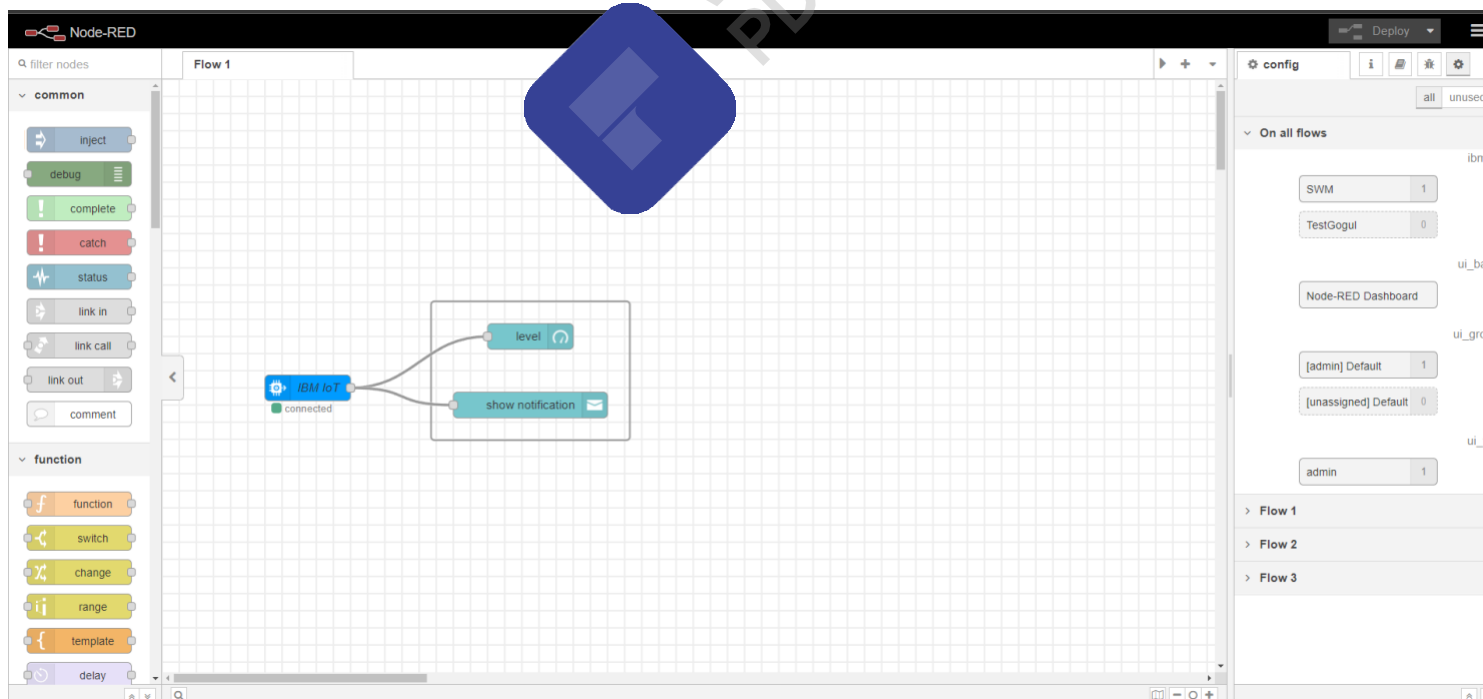 Node-RED
Deploy
filter nodes
Flow 1
config
all unused
common
On all flows
inject
debug
SWM 1
complete
TestGogul 0
catch
status
Node-RED Dashboard
link in
link call
[admin] Default 1
link out
IBM IoT
connected
level
show notification
[unassigned] Default 0
comment
function
admin 1
function
Flow 1
switch
Flow 2
change
Flow 3
range
template
delay